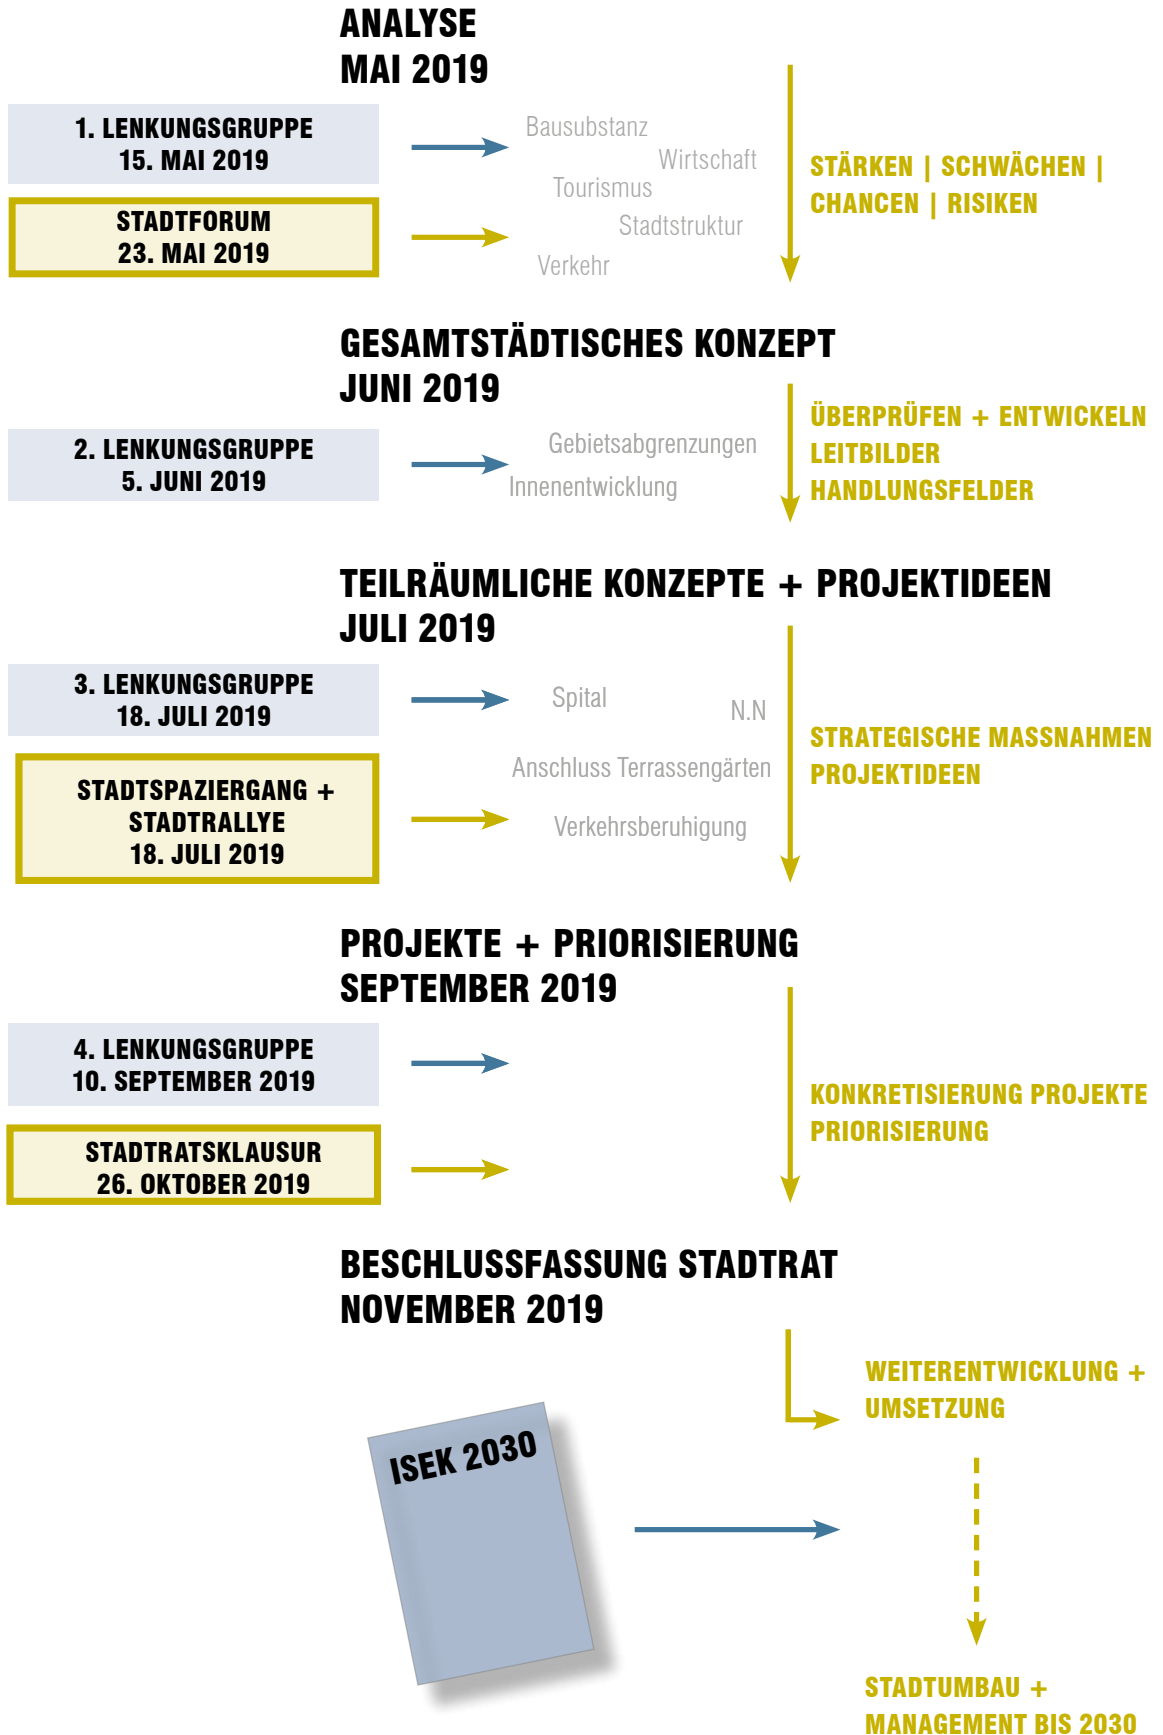 ANALYSE
MAI 2019
1. LENKUNGSGRUPPE
15. MAI 2019
STADTFORUM
23. MAI 2019
Bausubstanz
Wirtschaft
Tourismus
Stadtstruktur
Verkehr
STÄRKEN | SCHWÄCHEN |
CHANCEN | RISIKEN
GESAMTSTÄDTISCHES KONZEPT
JUNI 2019
2. LENKUNGSGRUPPE
5. JUNI 2019
Gebietsabgrenzungen
Innenentwicklung
ÜBERPRÜFEN + ENTWICKELN
LEITBILDER
HANDLUNGSFELDER
TEILRÄUMLICHE KONZEPTE + PROJEKTIDEEN
JULI 2019
3. LENKUNGSGRUPPE
18. JULI 2019
STADTSPAZIERGANG +
STADTRALLYE
18. JULI 2019
Spital
N.N
Anschluss Terrassengärten
Verkehrsberuhigung
STRATEGISCHE MASSNAHMEN
PROJEKTIDEEN
PROJEKTE + PRIORISIERUNG
SEPTEMBER 2019
4. LENKUNGSGRUPPE
10. SEPTEMBER 2019
STADTRATSKLAUSUR
26. OKTOBER 2019
KONKRETISIERUNG PROJEKTE
PRIORISIERUNG
BESCHLUSSFASSUNG STADTRAT
NOVEMBER 2019
ISEK 2030
WEITERENTWICKLUNG +
UMSETZUNG
STADTUMBAU +
MANAGEMENT BIS 2030